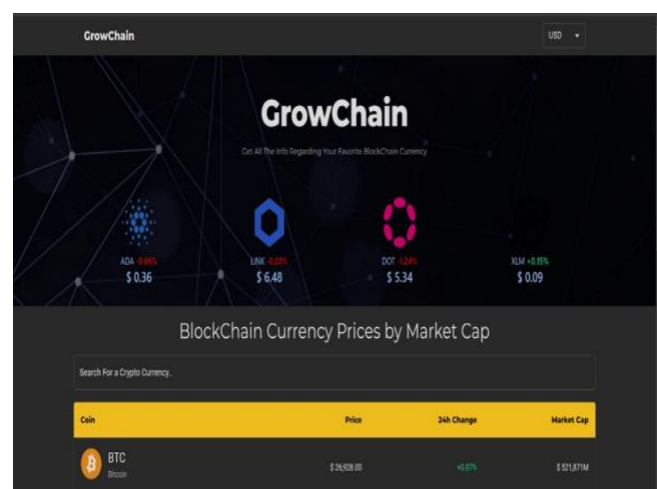 GrowChain
USD
GrowChain
Get All The Info Regarding Your Favorite BlockChain Currency
ADA -0.66%
$ 0.36
LINK -0.20%
$ 6.48
DOT -1.24%
$ 5.34
XLM +0.15%
$ 0.09
BlockChain Currency Prices by Market Cap
Search For a Crypto Currency..
Coin Price 24h Change Market Cap
BTC
Bitcoin $ 26,928.00 +0.07% $ 521,871M